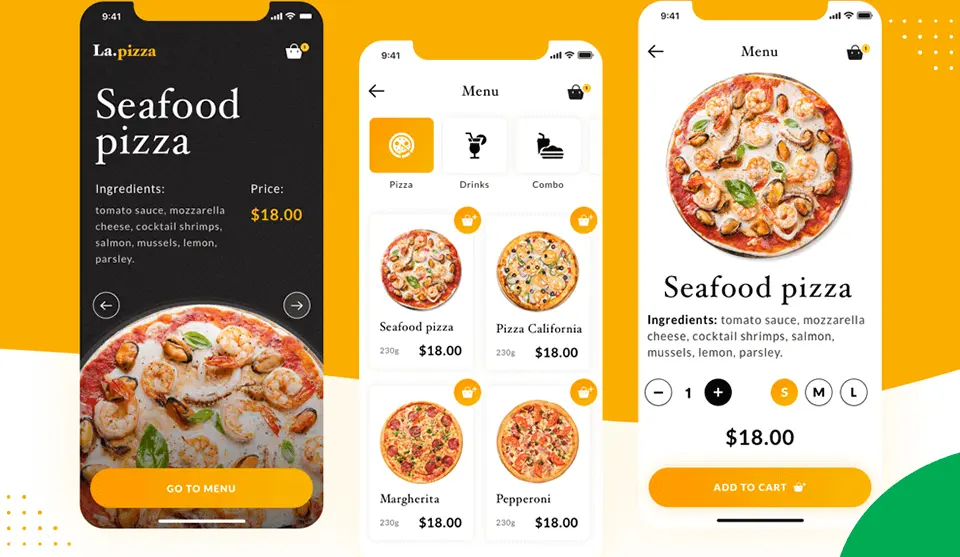 9:41
La.pizza
1
Seafood
pizza
Ingredients:
Price:
tomato sauce, mozzarella
cheese, cocktail shrimps,
salmon, mussels, lemon,
parsley.
$18.00
GO TO MENU
9:41
Menu
1
Pizza
Drinks
Combo
Seafood pizza
230g
$18.00
Pizza California
230g
$18.00
Margherita
230g
$18.00
Pepperoni
230g
$18.00
9:41
Menu
1
Seafood pizza
Ingredients: tomato sauce, mozzarella
cheese, cocktail shrimps, salmon,
mussels, lemon, parsley.
− 1 +
S M L
$18.00
ADD TO CART